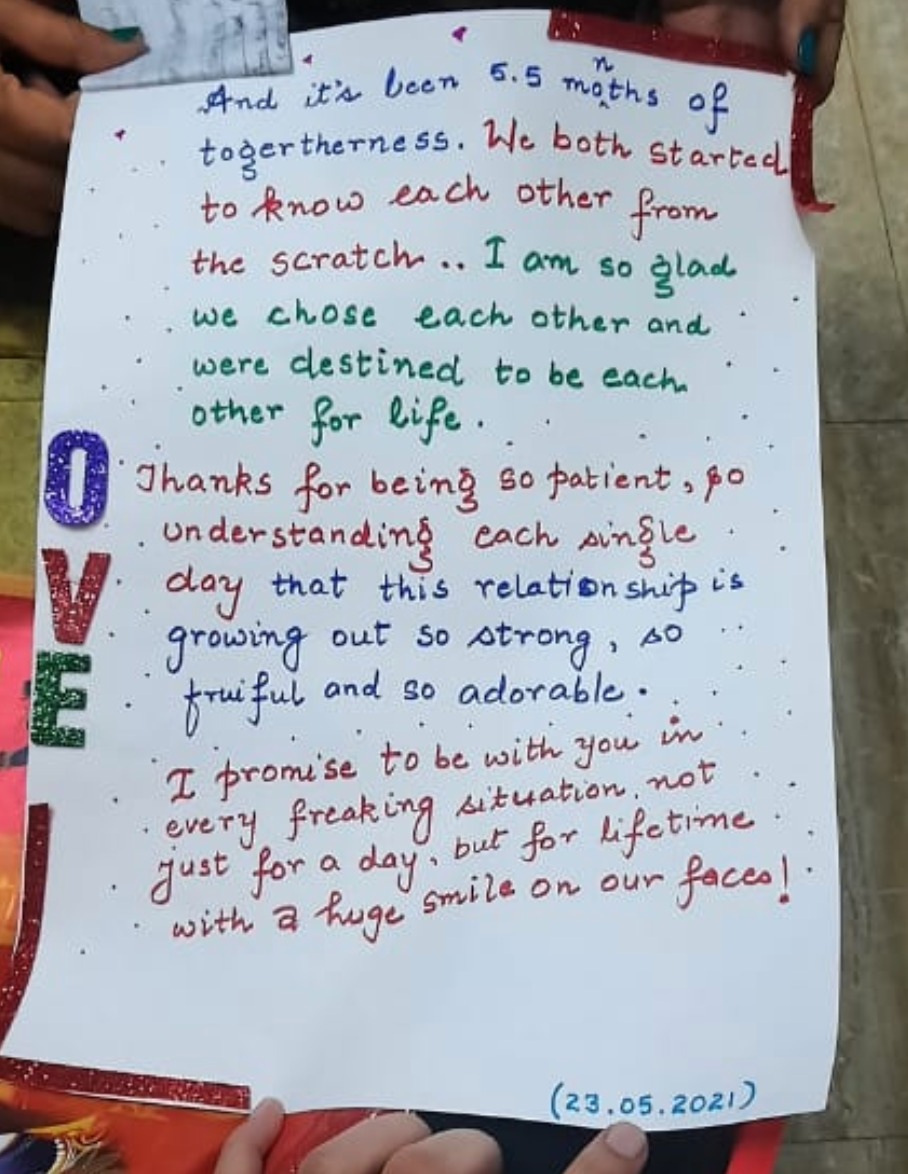 And it's been 6.5 months of
togertherness. We both started
to know each other from
the scratch.. I am so glad
we chose each other and
were destined to be each
other for life.
Thanks for being so patient, so
understanding each single
day that this relationship is
growing out so strong, so
fruiful and so adorable.
I promise to be with you in
every freaking situation, not
just for a day, but for lifetime
with a huge smile on our faces!
(23.05.2021)
O
V
E